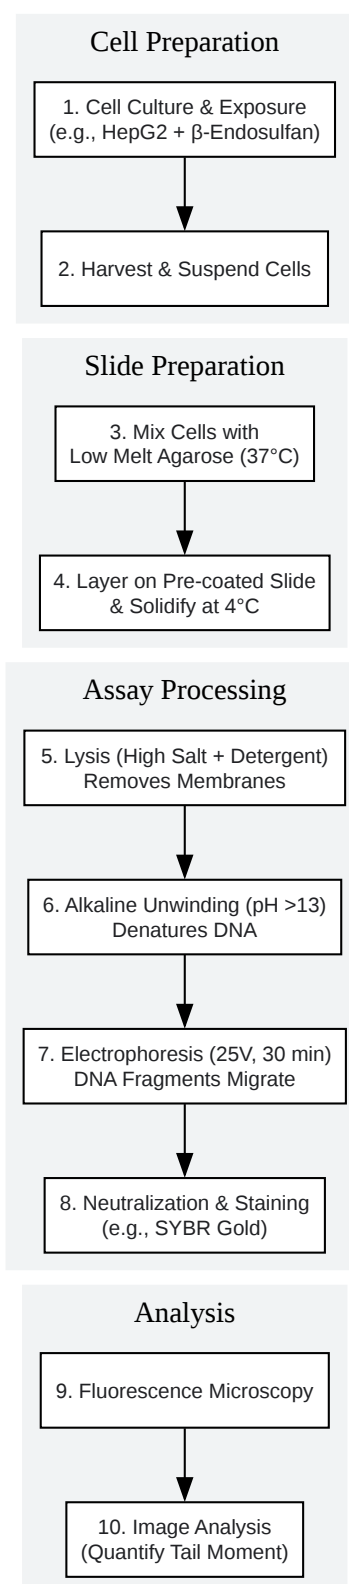 Cell Preparation
1. Cell Culture & Exposure
(e.g., HepG2 + β-Endosulfan)
2. Harvest & Suspend Cells
Slide Preparation
3. Mix Cells with
Low Melt Agarose (37°C)
4. Layer on Pre-coated Slide
& Solidify at 4°C
Assay Processing
5. Lysis (High Salt + Detergent)
Removes Membranes
6. Alkaline Unwinding (pH >13)
Denatures DNA
7. Electrophoresis (25V, 30 min)
DNA Fragments Migrate
8. Neutralization & Staining
(e.g., SYBR Gold)
Analysis
9. Fluorescence Microscopy
10. Image Analysis
(Quantify Tail Moment)